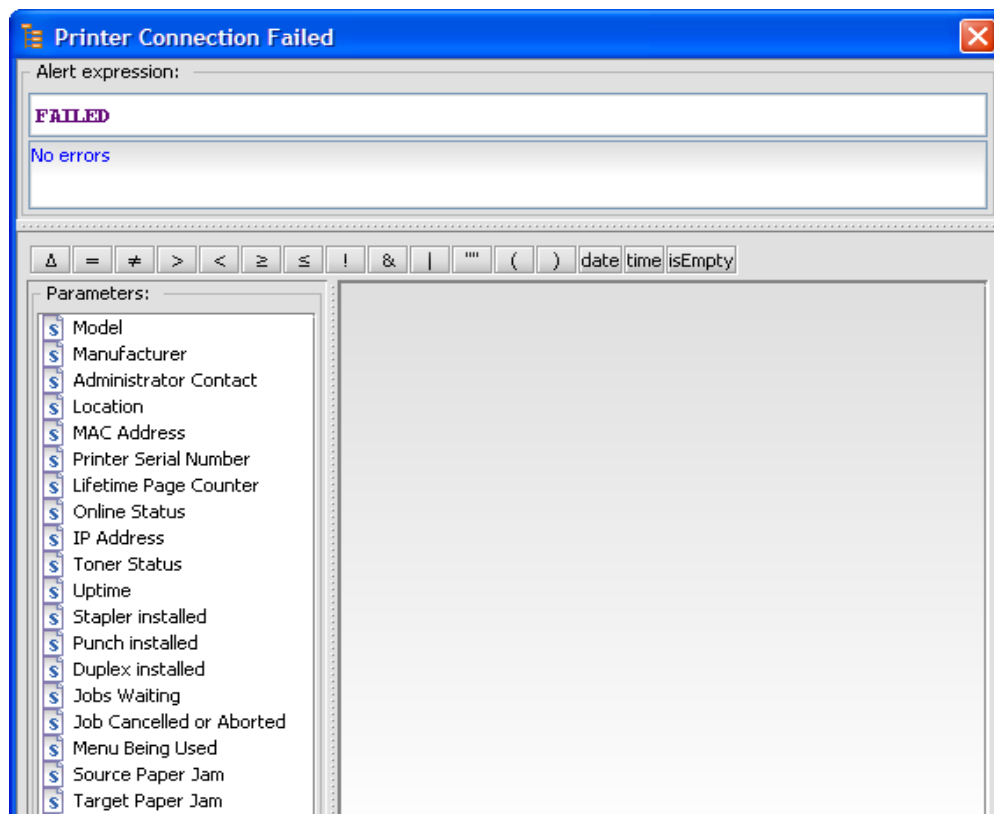 Printer Connection Failed
Alert expression:
FAILED
No errors
Δ = ≠ > < ≥ ≤ ! & | "" ( ) date time isEmpty
Parameters:
Model
Manufacturer
Administrator Contact
Location
MAC Address
Printer Serial Number
Lifetime Page Counter
Online Status
IP Address
Toner Status
Uptime
Stapler installed
Punch installed
Duplex installed
Jobs Waiting
Job Cancelled or Aborted
Menu Being Used
Source Paper Jam
Target Paper Jam